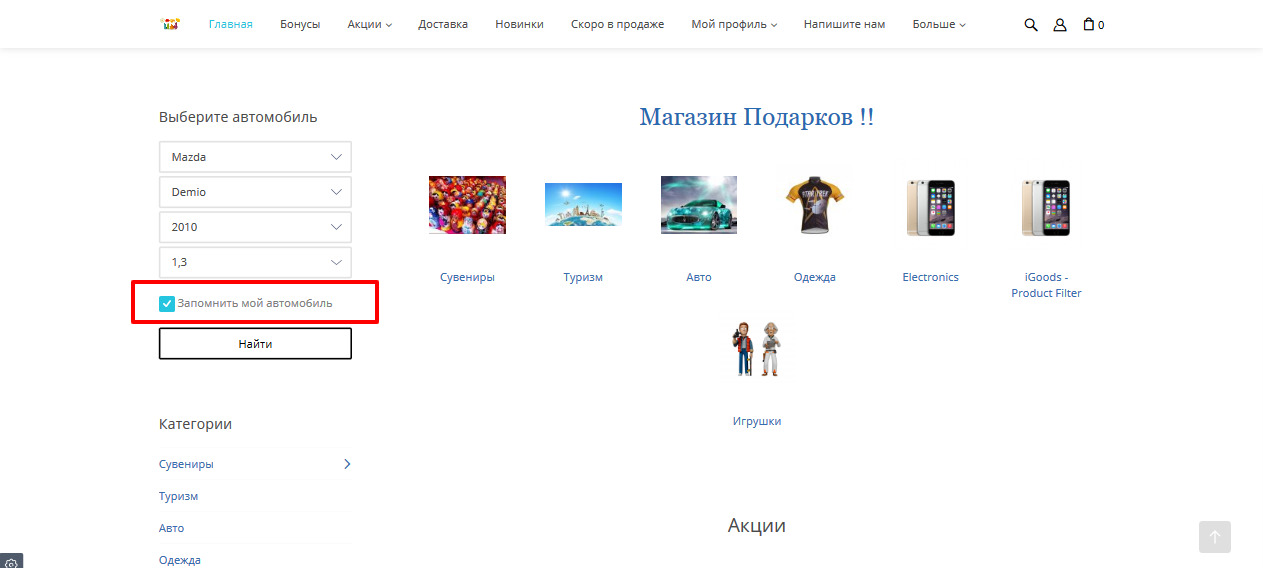 Главная Бонусы Акции Доставка Новинки Скоро в продаже Мой профиль Напишите нам Больше 0
Выберите автомобиль
Mazda
Demio
2010
1,3
Запомнить мой автомобиль
Найти
Категории
Сувениры
Туризм
Авто
Одежда
Магазин Подарков !!
Сувениры Туризм Авто Одежда Electronics iGoods -
Product Filter
Игрушки
Акции